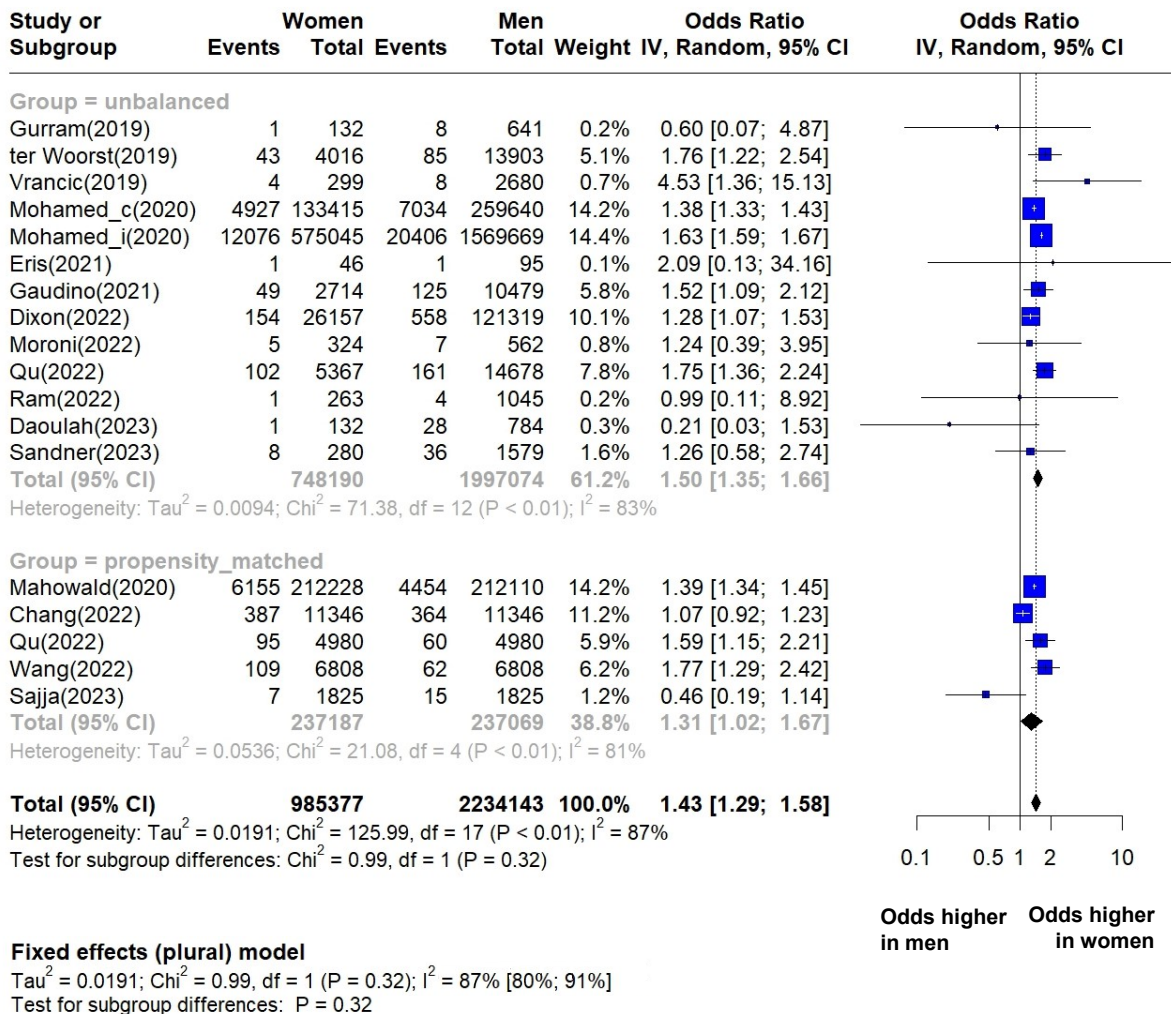 Study or Women Men Odds Ratio Odds Ratio
Subgroup Events Total Events Total Weight IV, Random, 95% CI IV, Random, 95% CI
Group = unbalanced
Gurram(2019) 1 132 8 641 0.2% 0.60 [0.07; 4.87]
ter Woorst(2019) 43 4016 85 13903 5.1% 1.76 [1.22; 2.54]
Vrancic(2019) 4 299 8 2680 0.7% 4.53 [1.36; 15.13]
Mohamed_c(2020) 4927 133415 7034 259640 14.2% 1.38 [1.33; 1.43]
Mohamed_i(2020) 12076 575045 20406 1569669 14.4% 1.63 [1.59; 1.67]
Eris(2021) 1 46 1 95 0.1% 2.09 [0.13; 34.16]
Gaudino(2021) 49 2714 125 10479 5.8% 1.52 [1.09; 2.12]
Dixon(2022) 154 26157 558 121319 10.1% 1.28 [1.07; 1.53]
Moroni(2022) 5 324 7 562 0.8% 1.24 [0.39; 3.95]
Qu(2022) 102 5367 161 14678 7.8% 1.75 [1.36; 2.24]
Ram(2022) 1 263 4 1045 0.2% 0.99 [0.11; 8.92]
Daoulah(2023) 1 132 28 784 0.3% 0.21 [0.03; 1.53]
Sandner(2023) 8 280 36 1579 1.6% 1.26 [0.58; 2.74]
Total (95% CI) 748190 1997074 61.2% 1.50 [1.35; 1.66]
Heterogeneity: Tau² = 0.0094; Chi² = 71.38, df = 12 (P < 0.01); I² = 83%
Group = propensity_matched
Mahowald(2020) 6155 212228 4454 212110 14.2% 1.39 [1.34; 1.45]
Chang(2022) 387 11346 364 11346 11.2% 1.07 [0.92; 1.23]
Qu(2022) 95 4980 60 4980 5.9% 1.59 [1.15; 2.21]
Wang(2022) 109 6808 62 6808 6.2% 1.77 [1.29; 2.42]
Sajja(2023) 7 1825 15 1825 1.2% 0.46 [0.19; 1.14]
Total (95% CI) 237187 237069 38.8% 1.31 [1.02; 1.67]
Heterogeneity: Tau² = 0.0536; Chi² = 21.08, df = 4 (P < 0.01); I² = 81%
Total (95% CI) 985377 2234143 100.0% 1.43 [1.29; 1.58]
Heterogeneity: Tau² = 0.0191; Chi² = 125.99, df = 17 (P < 0.01); I² = 87%
Test for subgroup differences: Chi² = 0.99, df = 1 (P = 0.32)
0.1 0.5 1 2 10
Odds higher Odds higher
in men in women
Fixed effects (plural) model
Tau² = 0.0191; Chi² = 0.99, df = 1 (P = 0.32); I² = 87% [80%; 91%]
Test for subgroup differences: P = 0.32